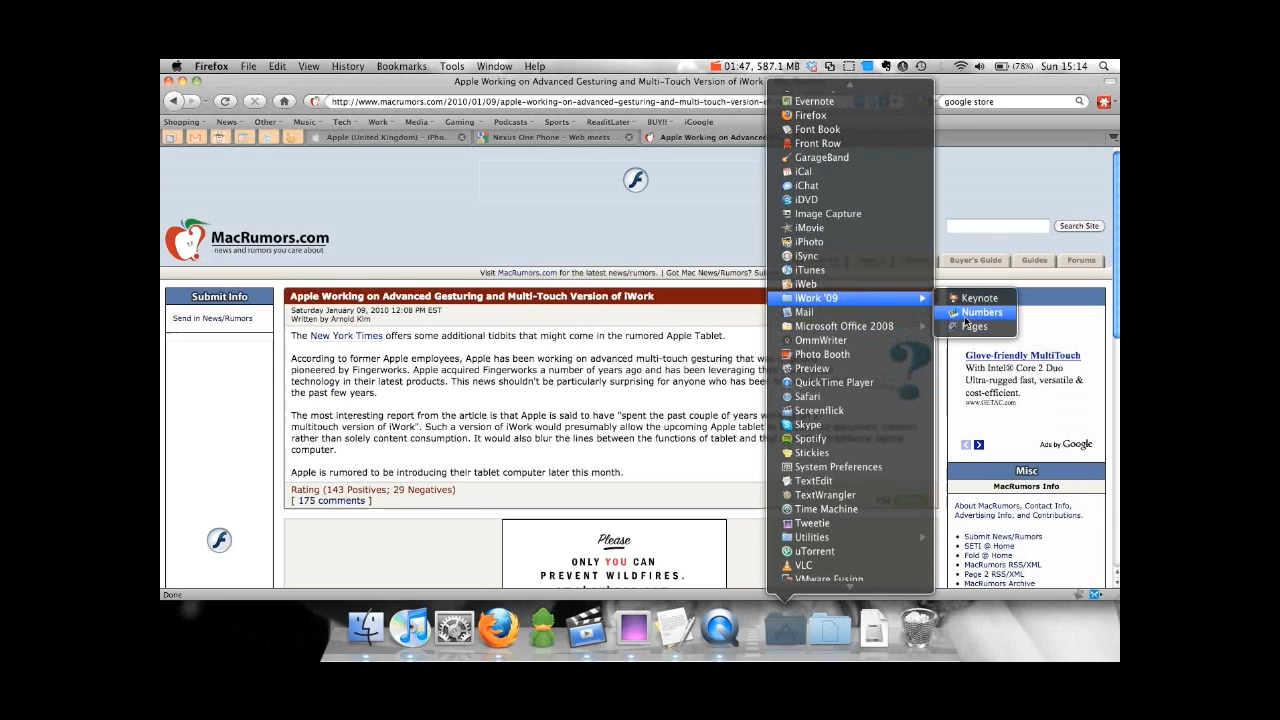 Firefox File Edit View History Bookmarks Tools Window Help 01:47, 587.1 MB (78%) Sun 15:14
Apple Working on Advanced Gesturing and Multi-Touch Version of iWork
http://www.macrumors.com/2010/01/09/apple-working-on-advanced-gesturing-and-multi-touch-version- google store
Shopping News Other Music Tech Work Media Gaming Podcasts Sports ReaditLater BUY!! iGoogle
Apple (United Kingdom) – iPho... Nexus One Phone – Web meets ... Apple Working on Advanced
MacRumors.com
news and rumors you care about
Search Site
Buyer's Guide Guides Forums
Visit MacRumors.com for the latest news/rumors. | Got Mac News/Rumors?
Submit Info
Send in News/Rumors
Apple Working on Advanced Gesturing and Multi-Touch Version of iWork
Saturday January 09, 2010 12:08 PM EST
Written by Arnold Kim
The New York Times offers some additional tidbits that might come in the rumored Apple Tablet.
According to former Apple employees, Apple has been working on advanced multi-touch gesturing that
pioneered by Fingerworks. Apple acquired Fingerworks a number of years ago and has been leveraging
technology in their latest products. This news shouldn't be particularly surprising for anyone who has been
the past few years.
The most interesting report from the article is that Apple is said to have "spent the past couple of years
multitouch version of iWork". Such a version of iWork would presumably allow the upcoming Apple tablet
rather than solely content consumption. It would also blur the lines between the functions of tablet and
computer.
Apple is rumored to be introducing their tablet computer later this month.
Rating (143 Positives; 29 Negatives)
[ 175 comments ]
Please
ONLY YOU CAN
PREVENT WILDFIRES.
Evernote
Firefox
Font Book
Front Row
GarageBand
iCal
iChat
iDVD
Image Capture
iMovie
iPhoto
iSync
iTunes
iWeb
iWork '09
Mail
Microsoft Office 2008
OmmWriter
Photo Booth
Preview
QuickTime Player
Safari
Screenflick
Skype
Spotify
Stickies
System Preferences
TextEdit
TextWrangler
Time Machine
Tweetie
Utilities
uTorrent
VLC
VMware Fusion
Keynote
Numbers
Pages
Glove-friendly MultiTouch
With Intel® Core 2 Duo
Ultra-rugged fast, versatile &
cost-efficient.
www.GETAC.com
Ads by Google
Misc
MacRumors Info
About MacRumors, Contact Info,
Advertising Info, and Donations.
Submit News/Rumors
SETI @ Home
Fold @ Home
MacRumors RSS/XML
Page 2 RSS/XML
MacRumors Archive
Done